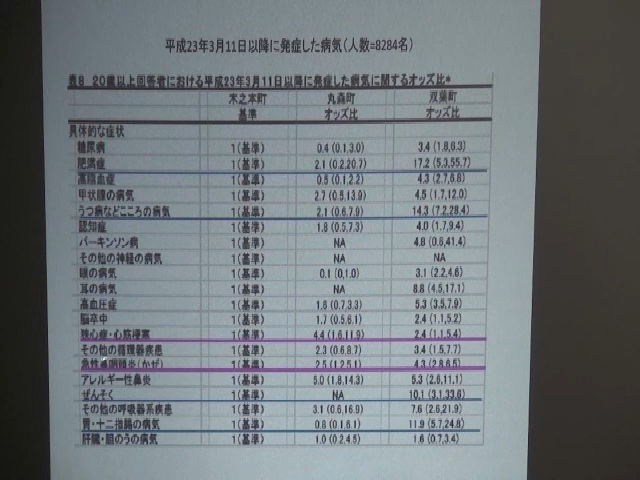 平成23年3月11日以降に発症した病気(人数=8284名)
表8 20歳以上回答者における平成23年3月11日以降に発症した病気に関するオッズ比*
木之本町 丸森町 双葉町
基準 オッズ比 オッズ比
具体的な症状
糖尿病 1(基準) 0.4 (0.1,3.0) 3.4 (1.8,6.3)
肥満症 1(基準) 2.1 (0.2,20.7) 17.2 (5.3,55.7)
高脂血症 1(基準) 0.5 (0.1,2.2) 4.3 (2.7,6.8)
甲状腺の病気 1(基準) 2.7 (0.5,13.9) 4.5 (1.7,12.0)
うつ病などこころの病気 1(基準) 2.1 (0.6,7.9) 14.3 (7.2,28.4)
認知症 1(基準) 1.8 (0.5,7.3) 4.0 (1.7,9.4)
パーキンソン病 1(基準) NA 4.8 (0.6,41.4)
その他の神経の病気 1(基準) NA NA
眼の病気 1(基準) 0.1 (0,1.0) 3.1 (2.2,4.6)
耳の病気 1(基準) 8.8 (4.5,17.1)
高血圧症 1(基準) 1.6 (0.7,3.3) 5.3 (3.5,7.9)
脳卒中 1(基準) 1.7 (0.5,6.1) 2.4 (1.1,5.2)
狭心症・心筋梗塞 1(基準) 4.4 (1.6,11.9) 2.4 (1.1,5.4)
その他の循環器疾患 1(基準) 2.3 (0.6,8.7) 3.4 (1.5,7.7)
急性鼻咽頭炎(かぜ) 1(基準) 2.5 (1.2,5.1) 4.3 (2.8,6.5)
アレルギー性鼻炎 1(基準) 5.0 (1.8,14.3) 5.3 (2.6,11.1)
ぜんそく 1(基準) NA 10.1 (3.1,33.6)
その他の呼吸器系疾患 1(基準) 3.1 (0.6,16.9) 7.6 (2.6,21.9)
胃・十二指腸の病気 1(基準) 0.8 (0.1,6.1) 11.9 (5.7,24.8)
肝臓・胆のうの病気 1(基準) 1.0 (0.2,4.5) 1.6 (0.7,3.4)